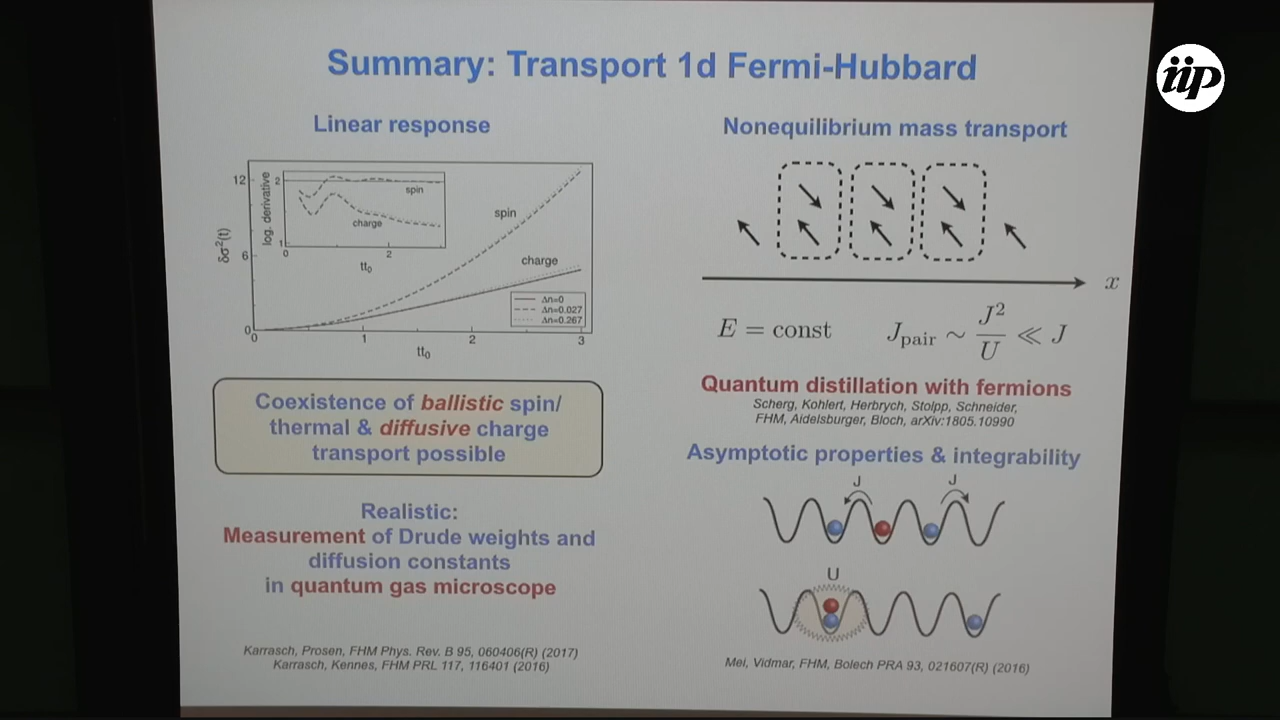 Summary: Transport 1d Fermi-Hubbard
iip
Linear response
12
6
0
δσ²(t)
0
1
2
3
tt₀
spin
charge
Δn=0
Δn=0.027
Δn=0.267
log. derivative
2
1
0
2
tt₀
spin
charge
Coexistence of ballistic spin/
thermal & diffusive charge
transport possible
Realistic:
Measurement of Drude weights and
diffusion constants
in quantum gas microscope
Karrasch, Prosen, FHM Phys. Rev. B 95, 060406(R) (2017)
Karrasch, Kennes, FHM PRL 117, 116401 (2016)
Nonequilibrium mass transport
x
E = const
J_pair ~ J²/U ≪ J
Quantum distillation with fermions
Scherg, Kohlert, Herbrych, Stolpp, Schneider,
FHM, Aidelsburger, Bloch, arXiv:1805.10990
Asymptotic properties & integrability
J
J
U
Mei, Vidmar, FHM, Bolech PRA 93, 021607(R) (2016)